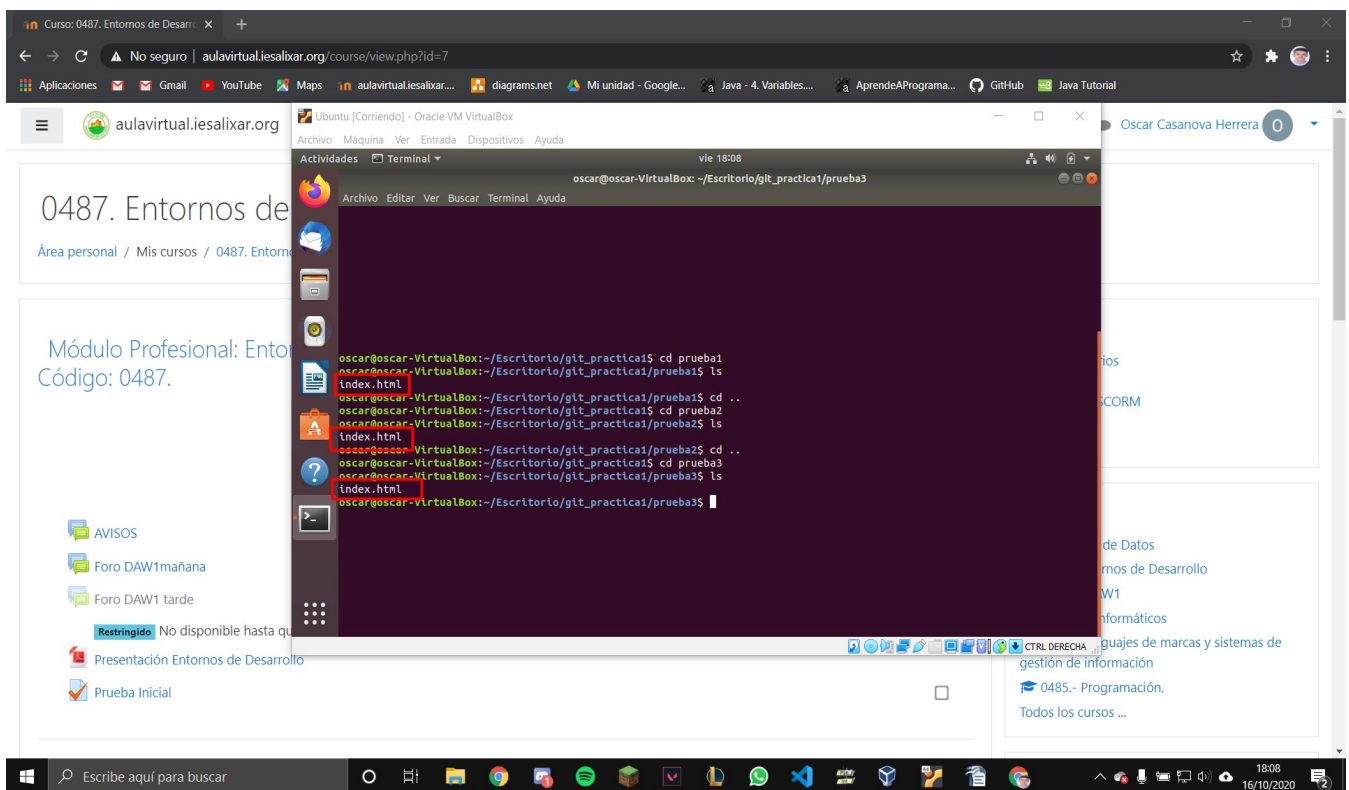 Curso: 0487. Entornos de Desarro
No seguro | aulavirtual.iesalixar.org/course/view.php?id=7
Aplicaciones Gmail YouTube Maps aulavirtual.iesalixar.... diagrams.net Mi unidad - Google... Java - 4. Variables.... AprendeAPrograma... GitHub Java Tutorial
aulavirtual.iesalixar.org
Oscar Casanova Herrera O
Ubuntu [Corriendo] - Oracle VM VirtualBox
Archivo Máquina Ver Entrada Dispositivos Ayuda
Actividades Terminal vie 18:08
oscar@oscar-VirtualBox: ~/Escritorio/git_practica1/prueba3
Archivo Editar Ver Buscar Terminal Ayuda
0487. Entornos de
Área personal / Mis cursos / 0487. Entorn
Módulo Profesional: Ento
Código: 0487.
oscar@oscar-VirtualBox:~/Escritorio/git_practica1$ cd prueba1
oscar@oscar-VirtualBox:~/Escritorio/git_practica1/prueba1$ ls
index.html
oscar@oscar-VirtualBox:~/Escritorio/git_practica1/prueba1$ cd ..
oscar@oscar-VirtualBox:~/Escritorio/git_practica1$ cd prueba2
oscar@oscar-VirtualBox:~/Escritorio/git_practica1/prueba2$ ls
index.html
oscar@oscar-VirtualBox:~/Escritorio/git_practica1/prueba2$ cd ..
oscar@oscar-VirtualBox:~/Escritorio/git_practica1$ cd prueba3
oscar@oscar-VirtualBox:~/Escritorio/git_practica1/prueba3$ ls
index.html
oscar@oscar-VirtualBox:~/Escritorio/git_practica1/prueba3$
CTRL DERECHA
AVISOS
Foro DAW1mañana
Foro DAW1 tarde
Restringido No disponible hasta qu
Presentación Entornos de Desarrollo
Prueba Inicial
rios
SCORM
de Datos
rnos de Desarrollo
W1
nformáticos
guajes de marcas y sistemas de
gestión de información
0485.- Programación.
Todos los cursos ...
Escribe aquí para buscar
18:08
16/10/2020
2